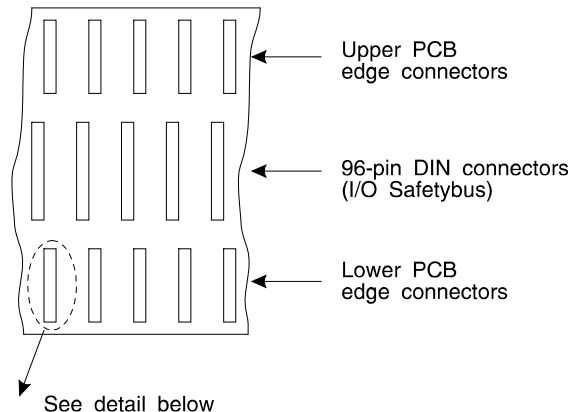 Upper PCB
edge connectors
96-pin DIN connectors
(I/O Safetybus)
Lower PCB
edge connectors
See detail below